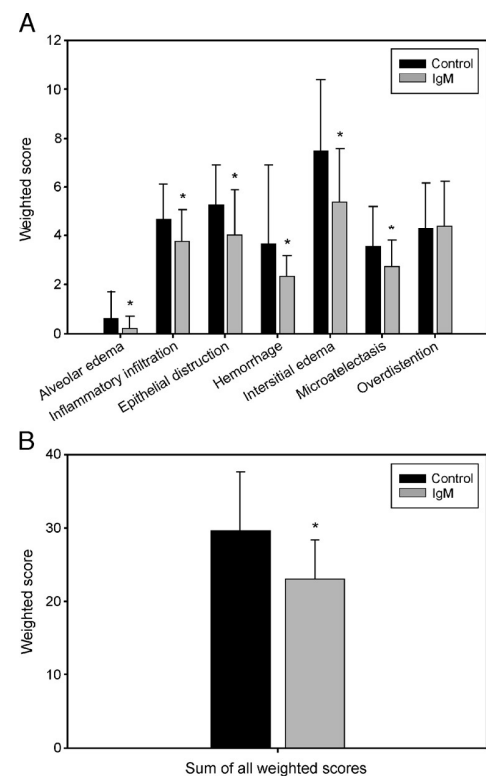 A
12
10
8
6
4
2
0
Weighted score
Control
IgM
*
*
*
*
*
*
Alveolar edema
Inflammatory infiltration
Epithelial distruction
Hemorrhage
Intersitial edema
Microatelectasis
Overdistention
B
40
30
20
10
0
Weighted score
Control
IgM
*
Sum of all weighted scores